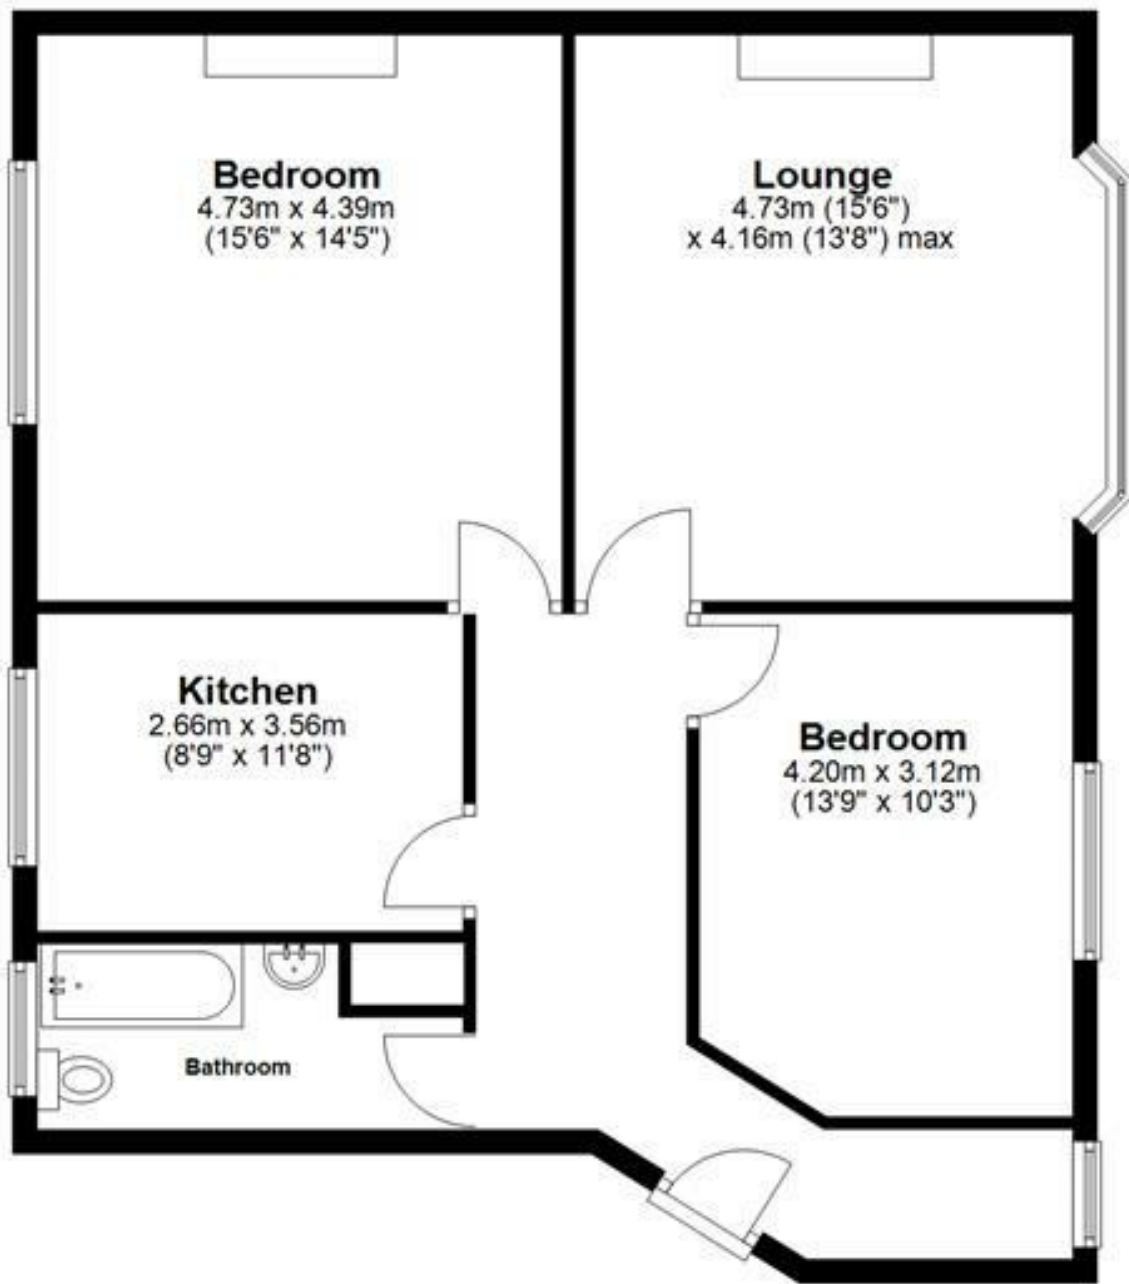 Bedroom
4.73m x 4.39m
(15'6" x 14'5")
Lounge
4.73m (15'6")
x 4.16m (13'8") max
Kitchen
2.66m x 3.56m
(8'9" x 11'8")
Bedroom
4.20m x 3.12m
(13'9" x 10'3")
Bathroom